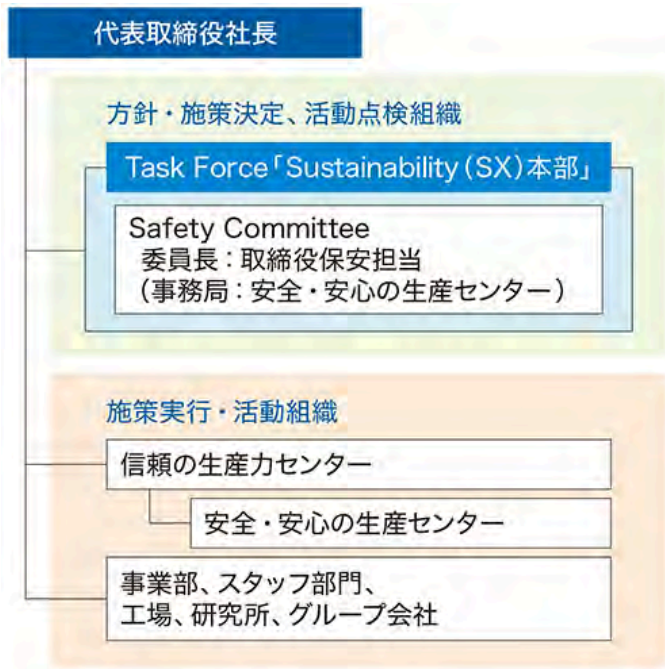 代表取締役社長
方針・施策決定、活動点検組織
Task Force「Sustainability（SX）本部」
Safety Committee
委員長：取締役保安担当
（事務局：安全・安心の生産センター）
施策実行・活動組織
信頼の生産力センター
安全・安心の生産センター
事業部、スタッフ部門、
工場、研究所、グループ会社